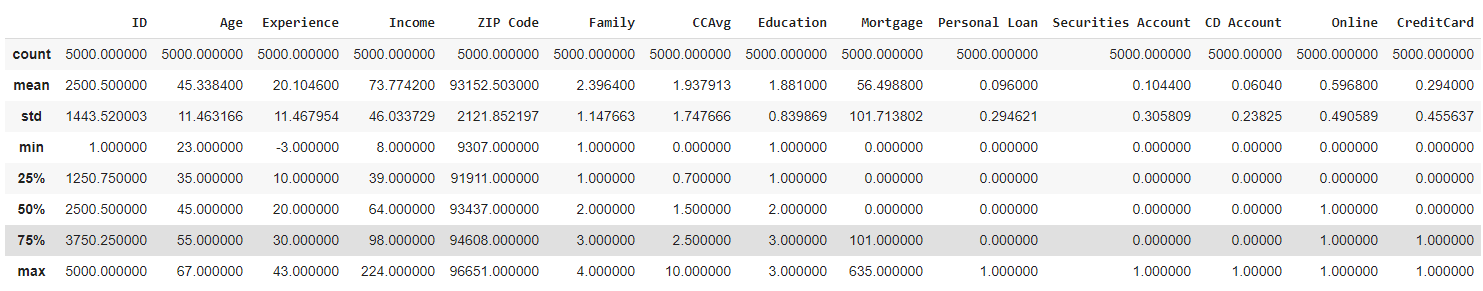 ID Age Experience Income ZIP Code Family CCAvg Education Mortgage Personal Loan Securities Account CD Account Online CreditCard
count 5000.000000 5000.000000 5000.000000 5000.000000 5000.000000 5000.000000 5000.000000 5000.000000 5000.000000 5000.000000 5000.000000 5000.00000 5000.000000 5000.000000
mean 2500.500000 45.338400 20.104600 73.774200 93152.503000 2.396400 1.937913 1.881000 56.498800 0.096000 0.104400 0.06040 0.596800 0.294000
std 1443.520003 11.463166 11.467954 46.033729 2121.852197 1.147663 1.747666 0.839869 101.713802 0.294621 0.305809 0.23825 0.490589 0.455637
min 1.000000 23.000000 -3.000000 8.000000 9307.000000 1.000000 0.000000 1.000000 0.000000 0.000000 0.000000 0.00000 0.000000 0.000000
25% 1250.750000 35.000000 10.000000 39.000000 91911.000000 1.000000 0.700000 1.000000 0.000000 0.000000 0.000000 0.00000 0.000000 0.000000
50% 2500.500000 45.000000 20.000000 64.000000 93437.000000 2.000000 1.500000 2.000000 0.000000 0.000000 0.000000 0.00000 1.000000 0.000000
75% 3750.250000 55.000000 30.000000 98.000000 94608.000000 3.000000 2.500000 3.000000 101.000000 0.000000 0.000000 0.00000 1.000000 1.000000
max 5000.000000 67.000000 43.000000 224.000000 96651.000000 4.000000 10.000000 3.000000 635.000000 1.000000 1.000000 1.00000 1.000000 1.000000